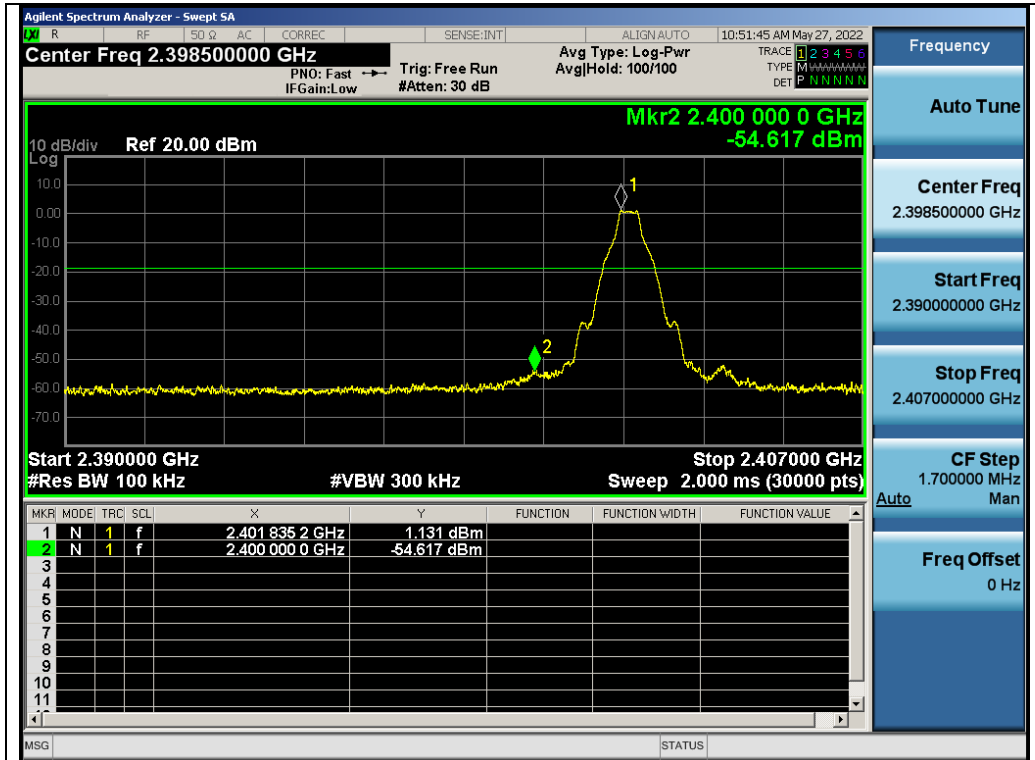 Agilent Spectrum Analyzer - Swept SA
LXI R RF 50 Ω AC CORREC SENSE:INT ALIGN AUTO 10:51:45 AM May 27, 2022
Center Freq 2.398500000 GHz
PNO: Fast
IFGain:Low
Trig: Free Run
#Atten: 30 dB
Avg Type: Log-Pwr
Avg|Hold: 100/100
TRACE 1 2 3 4 5 6
TYPE M W W W W W
DET P N N N N N
Mkr2 2.400 000 0 GHz
-54.617 dBm
10 dB/div Ref 20.00 dBm
Log
10.0
0.00
-10.0
-20.0
-30.0
-40.0
-50.0
-60.0
-70.0
1
2
Start 2.390000 GHz Stop 2.407000 GHz
#Res BW 100 kHz #VBW 300 kHz Sweep 2.000 ms (30000 pts)
MKR MODE TRC SCL X Y FUNCTION FUNCTION WIDTH FUNCTION VALUE
1 N 1 f 2.401 835 2 GHz 1.131 dBm
2 N 1 f 2.400 000 0 GHz -54.617 dBm
3
4
5
6
7
8
9
10
11
MSG STATUS
Frequency
Auto Tune
Center Freq
2.398500000 GHz
Start Freq
2.390000000 GHz
Stop Freq
2.407000000 GHz
CF Step
1.700000 MHz
Auto Man
Freq Offset
0 Hz